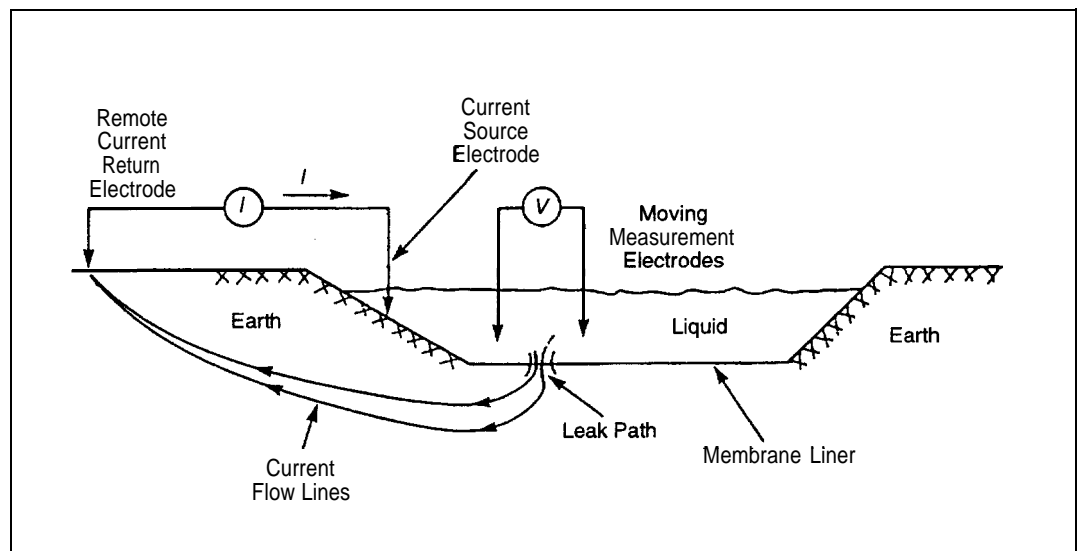 Remote
Current
Return
Electrode
I
I
Current
Source
Electrode
V
Moving
Measurement
Electrodes
Earth
Liquid
Earth
Leak Path
Membrane Liner
Current
Flow Lines